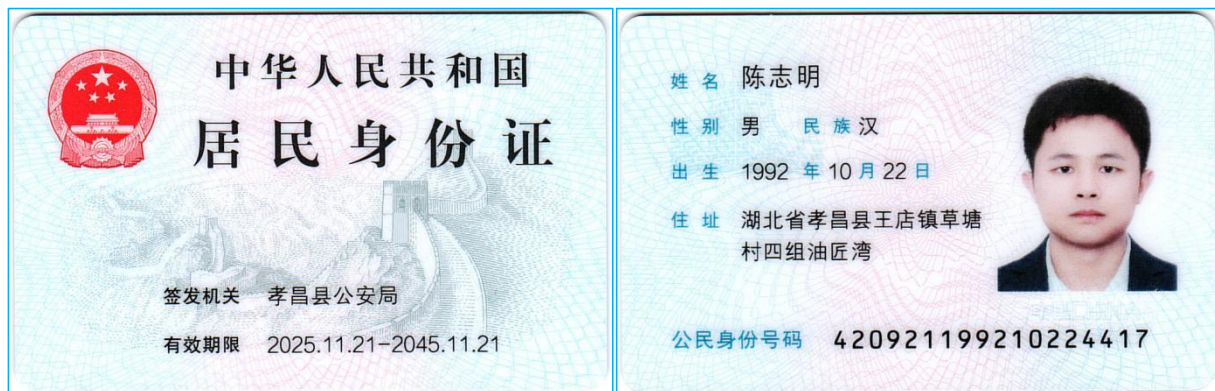 中华人民共和国
居民身份证
签发机关 孝昌县公安局
有效期限 2025.11.21-2045.11.21
姓名 陈志明
性别 男 民族 汉
出生 1992 年 10 月 22 日
住址 湖北省孝昌县王店镇草塘
村四组油匠湾
公民身份号码 420921199210224417